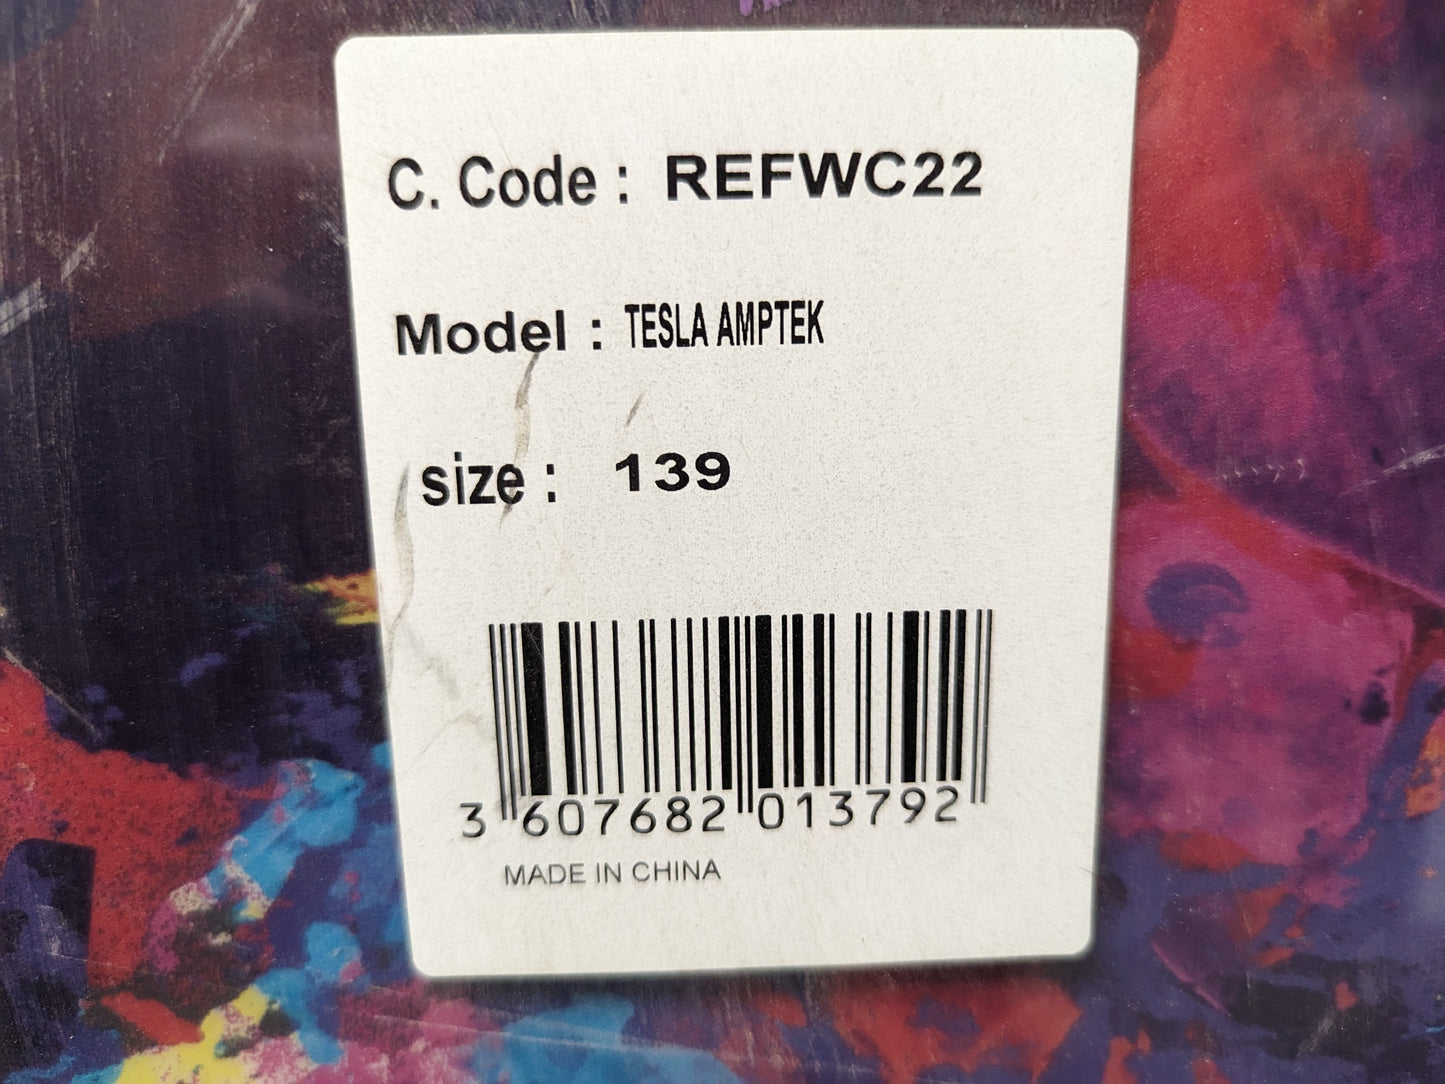 C. Code : REFWC22
Model : TESLA AMPTEK
size : 139
3 607682 013792
MADE IN CHINA